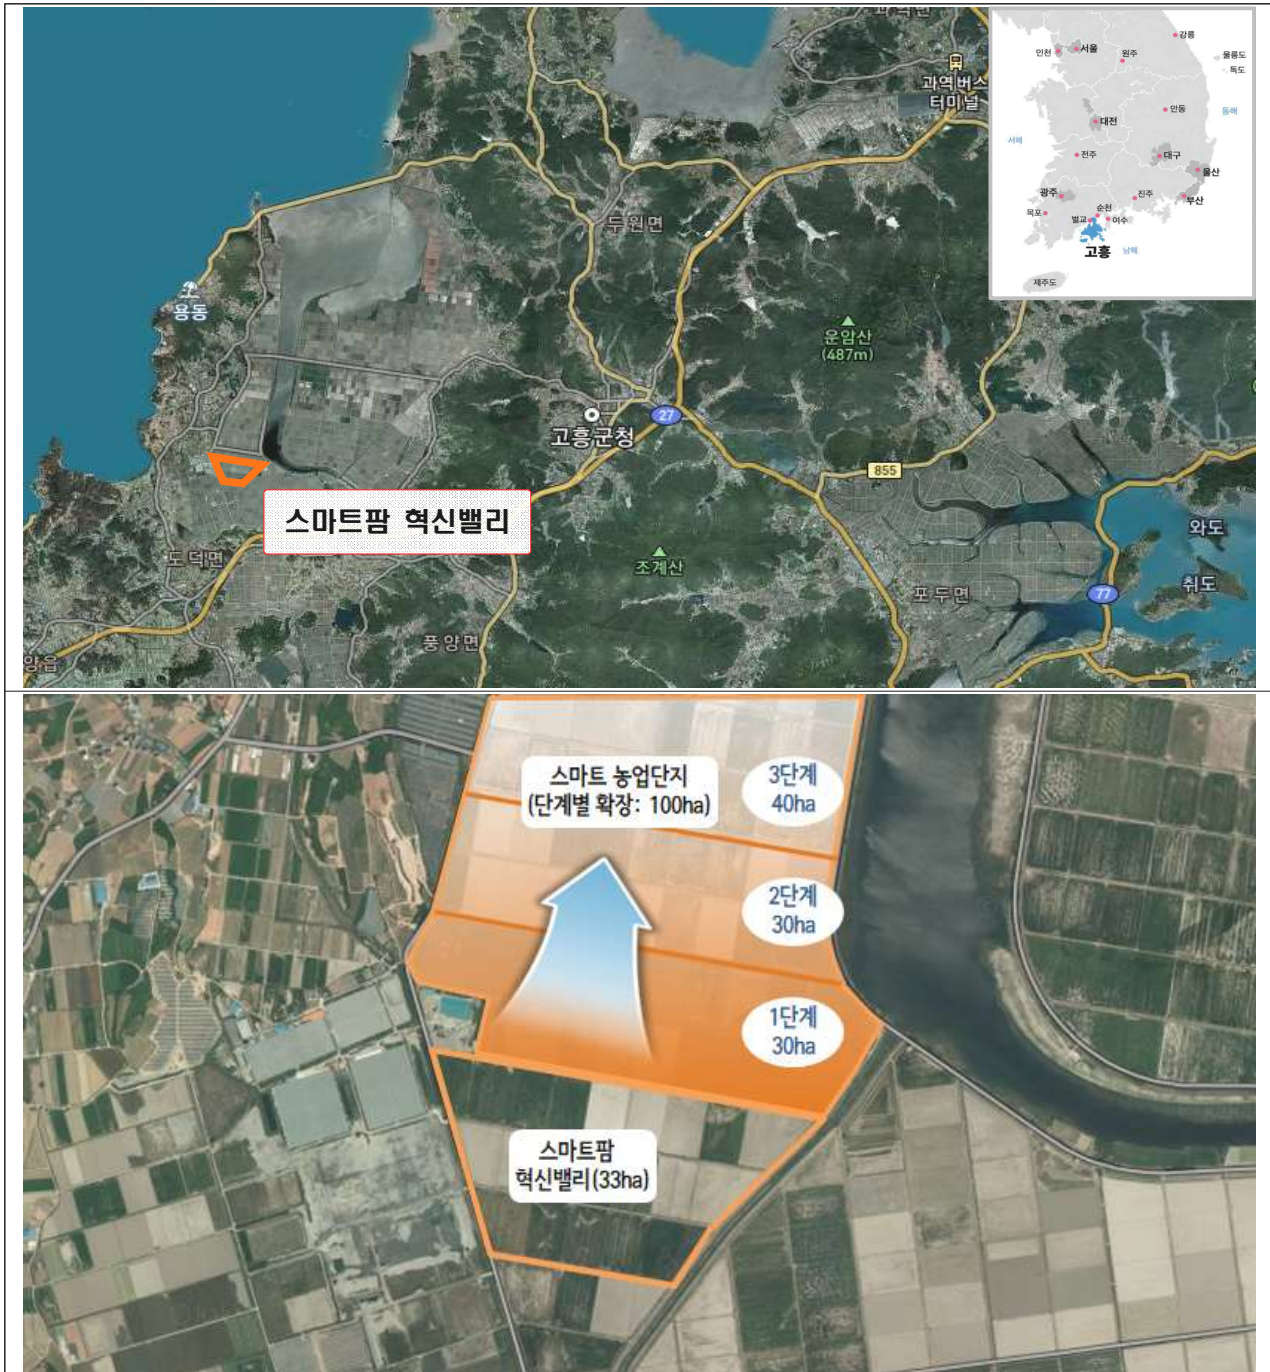 과역버스
터미널
두원면
용동
운암산
(487m)
27
고흥군청
855
스마트팜 혁신밸리
도덕면
조계산
와도
취도
포두면
77
풍양면
양읍
강릉
인천
서울
원주
울릉도
독도
안동
동해
대전
서해
전주
대구
울산
광주
진주
부산
목포
순천
벌교
여수
고흥
남해
제주도
스마트 농업단지
(단계별 확장: 100ha)
3단계
40ha
2단계
30ha
1단계
30ha
스마트팜
혁신밸리(33ha)